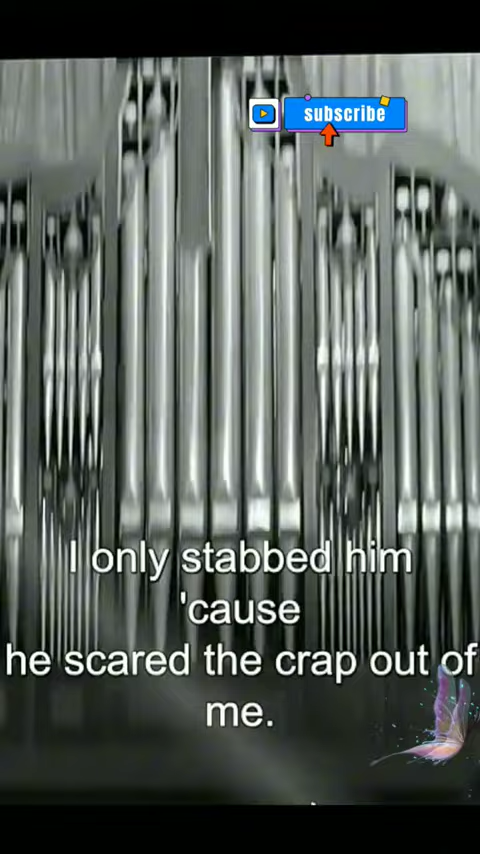 subscribe
I only stabbed him
'cause
he scared the crap out of
me.